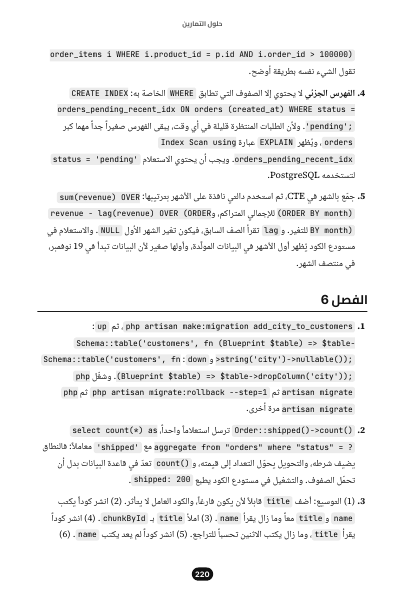 حلول التمارين
order_items i WHERE i.product_id = p.id AND i.order_id > 100000)
تقول الشيء نفسه بطريقة أوضح.
4. الفهرس الجزئي لا يحتوي إلا الصفوف التي تطابق WHERE الخاصة به: CREATE INDEX
orders_pending_recent_idx ON orders (created_at) WHERE status =
'pending';. ولأن الطلبات المنتظرة قليلة في أي وقت، يبقى الفهرس صغيراً جداً مهما كبر
orders، ويُظهر EXPLAIN عبارة Index Scan using
orders_pending_recent_idx. ويجب أن يحتوي الاستعلام status = 'pending'
لتستخدمه PostgreSQL.
5. جمّع بالشهر في CTE، ثم استخدم دالتي نافذة على الأشهر بترتيبها: sum(revenue) OVER
(ORDER BY month) للإجمالي المتراكم، وrevenue - lag(revenue) OVER (ORDER
BY month) للتغير. و lag تقرأ الصف السابق، فيكون تغير الشهر الأول NULL. والاستعلام في
مستودع الكود يُظهر أول الأشهر في البيانات المولّدة، وأولها صغير لأن البيانات تبدأ في 19 نوفمبر،
في منتصف الشهر.
الفصل 6
1. php artisan make:migration add_city_to_customers، ثم up:
Schema::table('customers', fn (Blueprint $table) => $table-
>string('city')->nullable()); و down: Schema::table('customers', fn
(Blueprint $table) => $table->dropColumn('city'));. وشغّل php
artisan migrate ثم php artisan migrate:rollback --step=1 ثم php
artisan migrate مرة أخرى.
2. Order::shipped()->count() ترسل استعلاماً واحداً، select count(*) as
aggregate from "orders" where "status" = ? مع 'shipped' معاملاً: فالنطاق
يضيف شرطه، والتحويل يحوّل التعداد إلى قيمته، و count() تعدّ في قاعدة البيانات بدل أن
تحمّل الصفوف. والتشغيل في مستودع الكود يطبع shipped: 200.
3. (1) التوسيع: أضف title قابلاً لأن يكون فارغاً، والكود العامل لا يتأثر. (2) انشر كوداً يكتب
name و title معاً وما زال يقرأ name. (3) املأ title بـ chunkById. (4) انشر كوداً
يقرأ title، وما زال يكتب الاثنين تحسباً للتراجع. (5) انشر كوداً لم يعد يكتب name. (6)
220